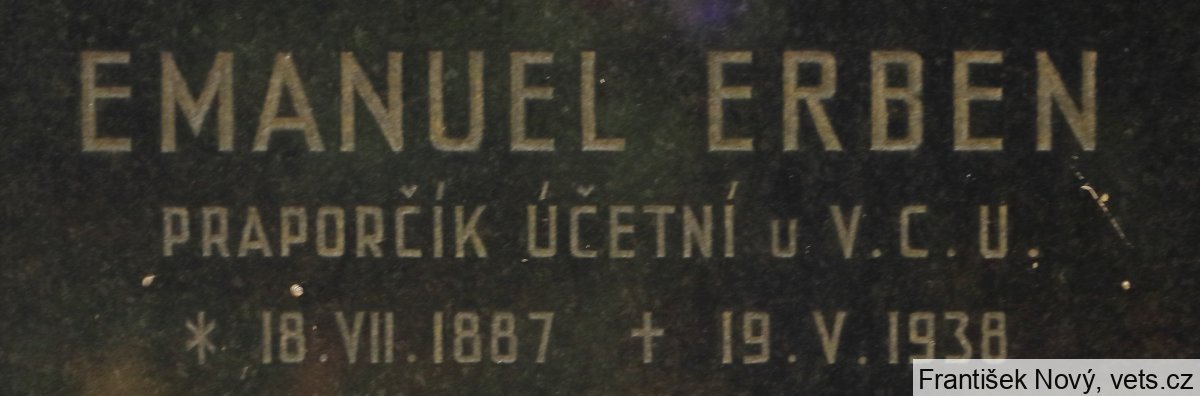 EMANUEL ERBEN
PRAPORČÍK ÚČETNÍ U V.C.U.
* 18.VII.1887 † 19.V.1938
František Nový, vets.cz